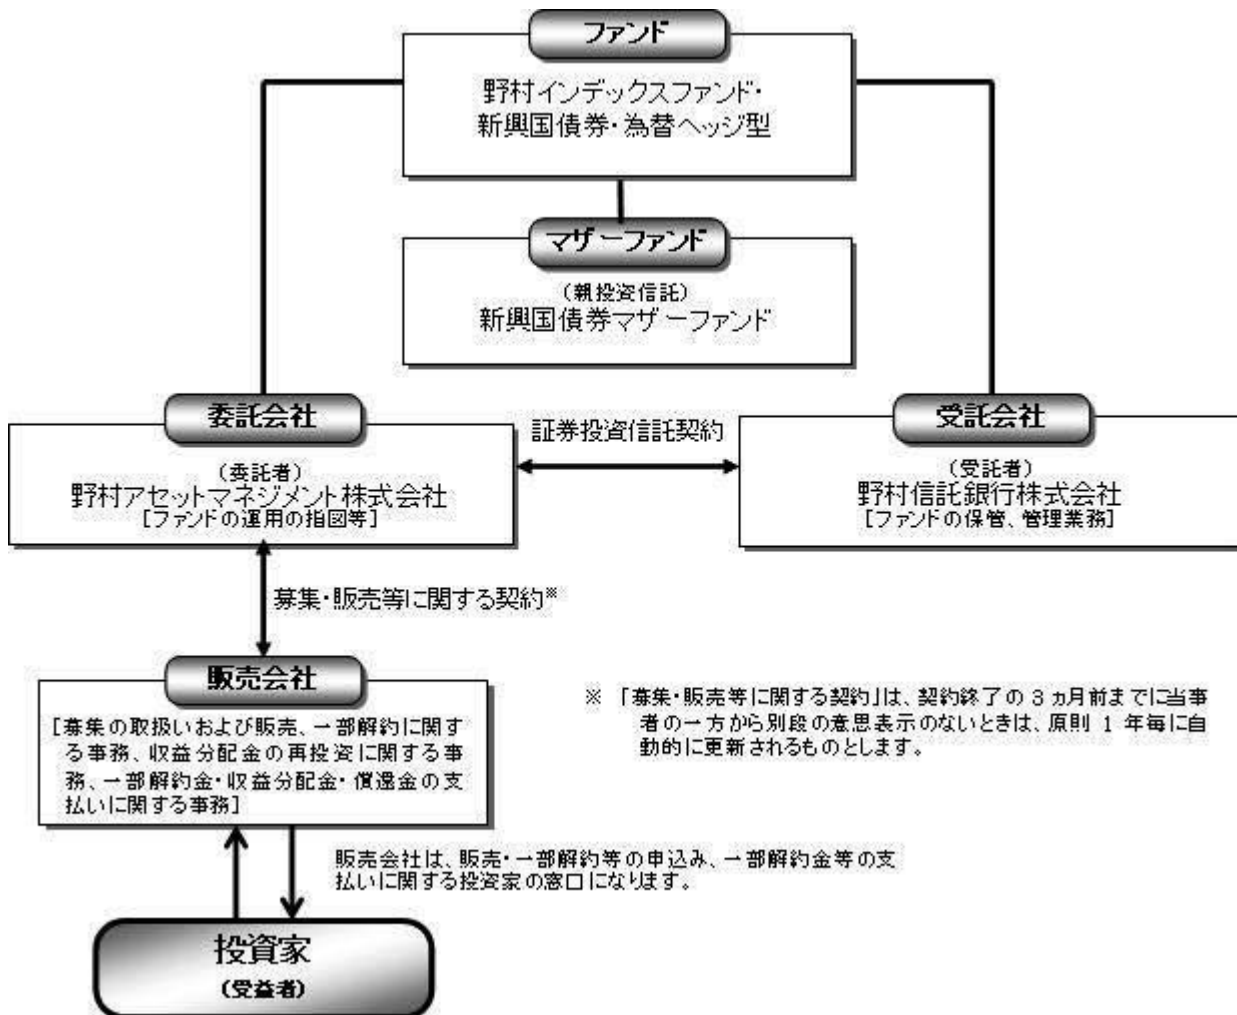 ファンド
野村インデックスファンド・
新興国債券・為替ヘッジ型
マザーファンド
(親投資信託)
新興国債券マザーファンド
委託会社
(委託者)
野村アセットマネジメント株式会社
[ファンドの運用の指図等]
証券投資信託契約
受託会社
(受託者)
野村信託銀行株式会社
[ファンドの保管、管理業務]
募集・販売等に関する契約※
販売会社
[募集の取扱いおよび販売、一部解約に関す
る事務、収益分配金の再投資に関する事
務、一部解約金・収益分配金・償還金の支
払いに関する事務]
※ 「募集・販売等に関する契約」は、契約終了の 3 ヵ月前までに当事
者の一方から別段の意思表示のないときは、原則 1 年毎に自
動的に更新されるものとします。
販売会社は、販売・一部解約等の申込み、一部解約金等の支
払いに関する投資家の窓口になります。
投資家
(受益者)